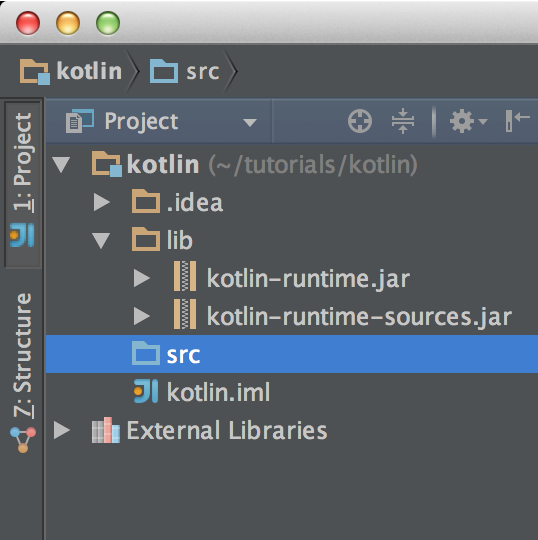 kotlin src
Project
1: Project
kotlin (~/tutorials/kotlin)
.idea
lib
kotlin-runtime.jar
kotlin-runtime-sources.jar
Z: Structure
src
kotlin.iml
External Libraries